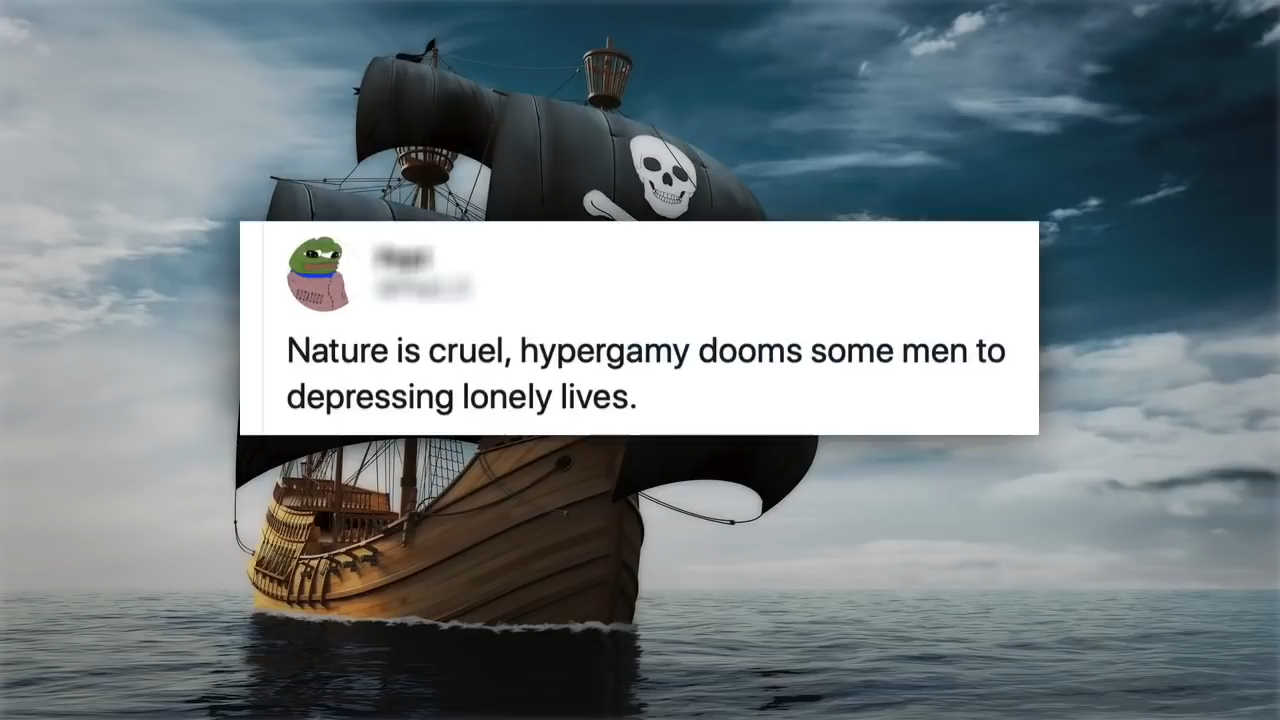 Nature is cruel, hypergamy dooms some men to
depressing lonely lives.